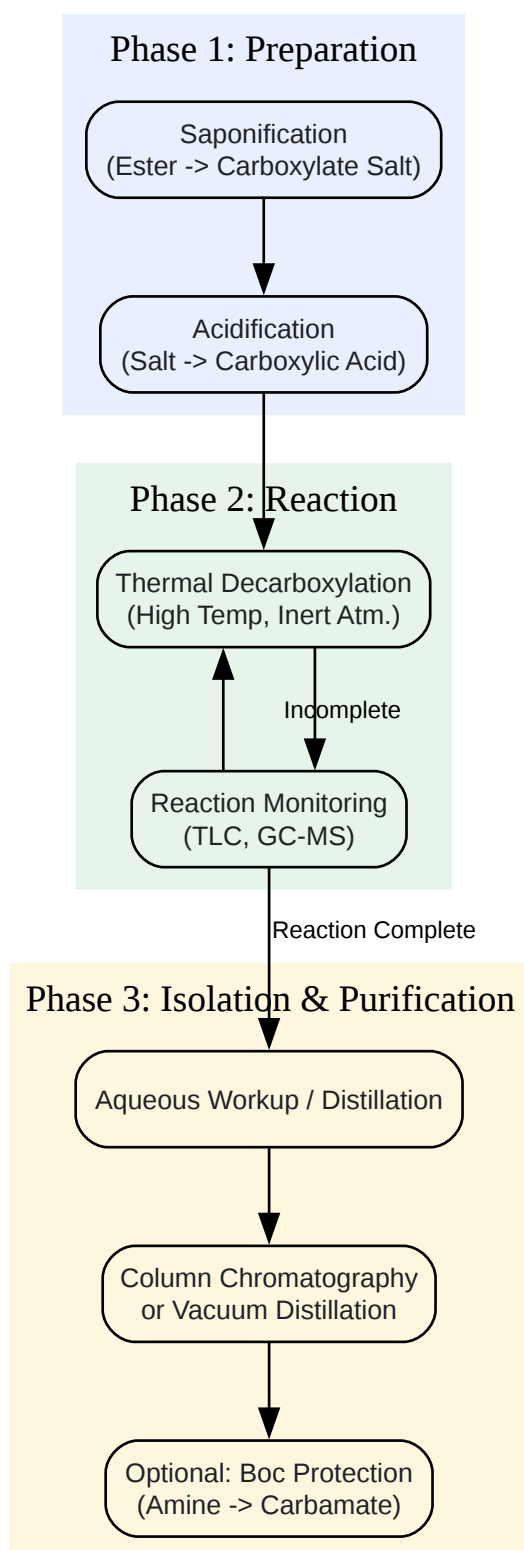 Phase 1: Preparation
Saponification
(Ester -> Carboxylate Salt)
Acidification
(Salt -> Carboxylic Acid)
Phase 2: Reaction
Thermal Decarboxylation
(High Temp, Inert Atm.)
Incomplete
Reaction Monitoring
(TLC, GC-MS)
Reaction Complete
Phase 3: Isolation & Purification
Aqueous Workup / Distillation
Column Chromatography
or Vacuum Distillation
Optional: Boc Protection
(Amine -> Carbamate)